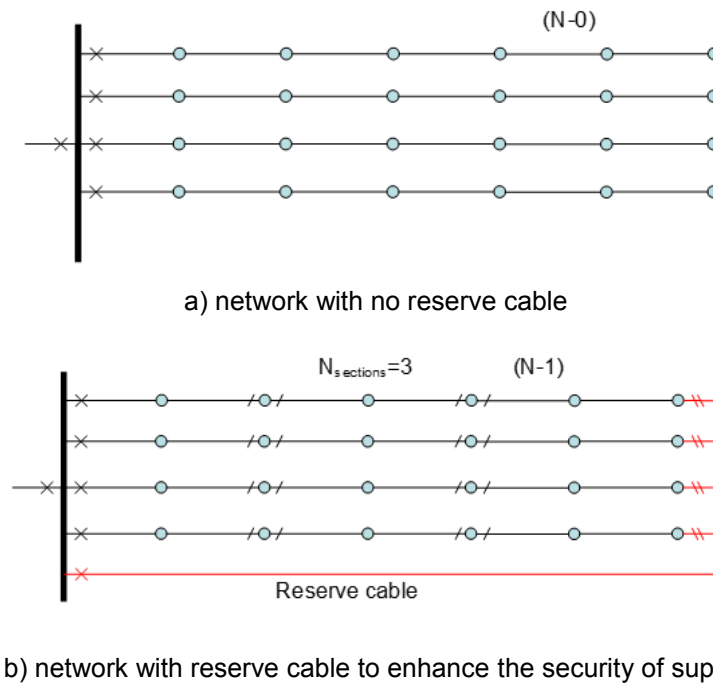 (N-0)
a) network with no reserve cable
Nsections=3 (N-1)
Reserve cable
b) network with reserve cable to enhance the security of sup